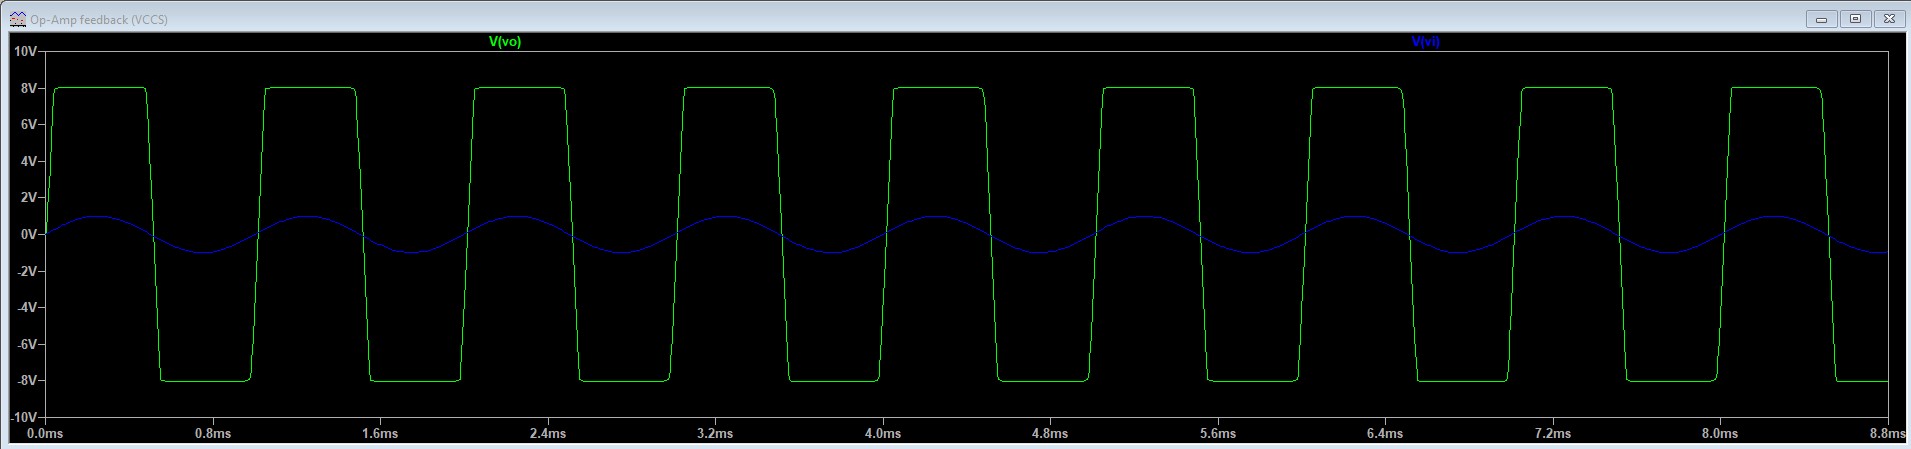 Op-Amp feedback (VCCS)
V(vo) V(vi)
10V
8V
6V
4V
2V
0V
-2V
-4V
-6V
-8V
-10V
0.0ms 0.8ms 1.6ms 2.4ms 3.2ms 4.0ms 4.8ms 5.6ms 6.4ms 7.2ms 8.0ms 8.8ms